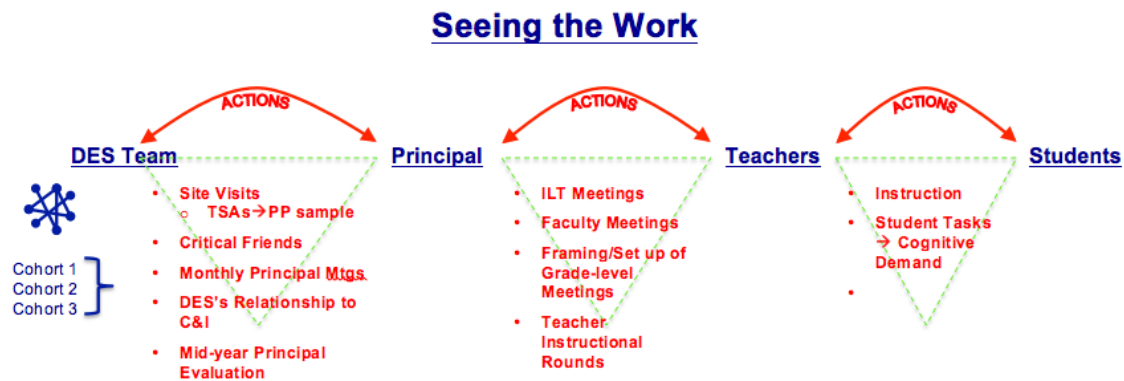 Seeing the Work
ACTIONS
ACTIONS
ACTIONS
DES Team
Principal
Teachers
Students
• Site Visits
o TSAs→PP sample
• Critical Friends
• Monthly Principal Mtgs
• DES's Relationship to
C&I
• Mid-year Principal
Evaluation
Cohort 1
Cohort 2
Cohort 3
• ILT Meetings
• Faculty Meetings
• Framing/Set up of
Grade-level
Meetings
• Teacher
Instructional
Rounds
• Instruction
• Student Tasks
→ Cognitive
Demand
•